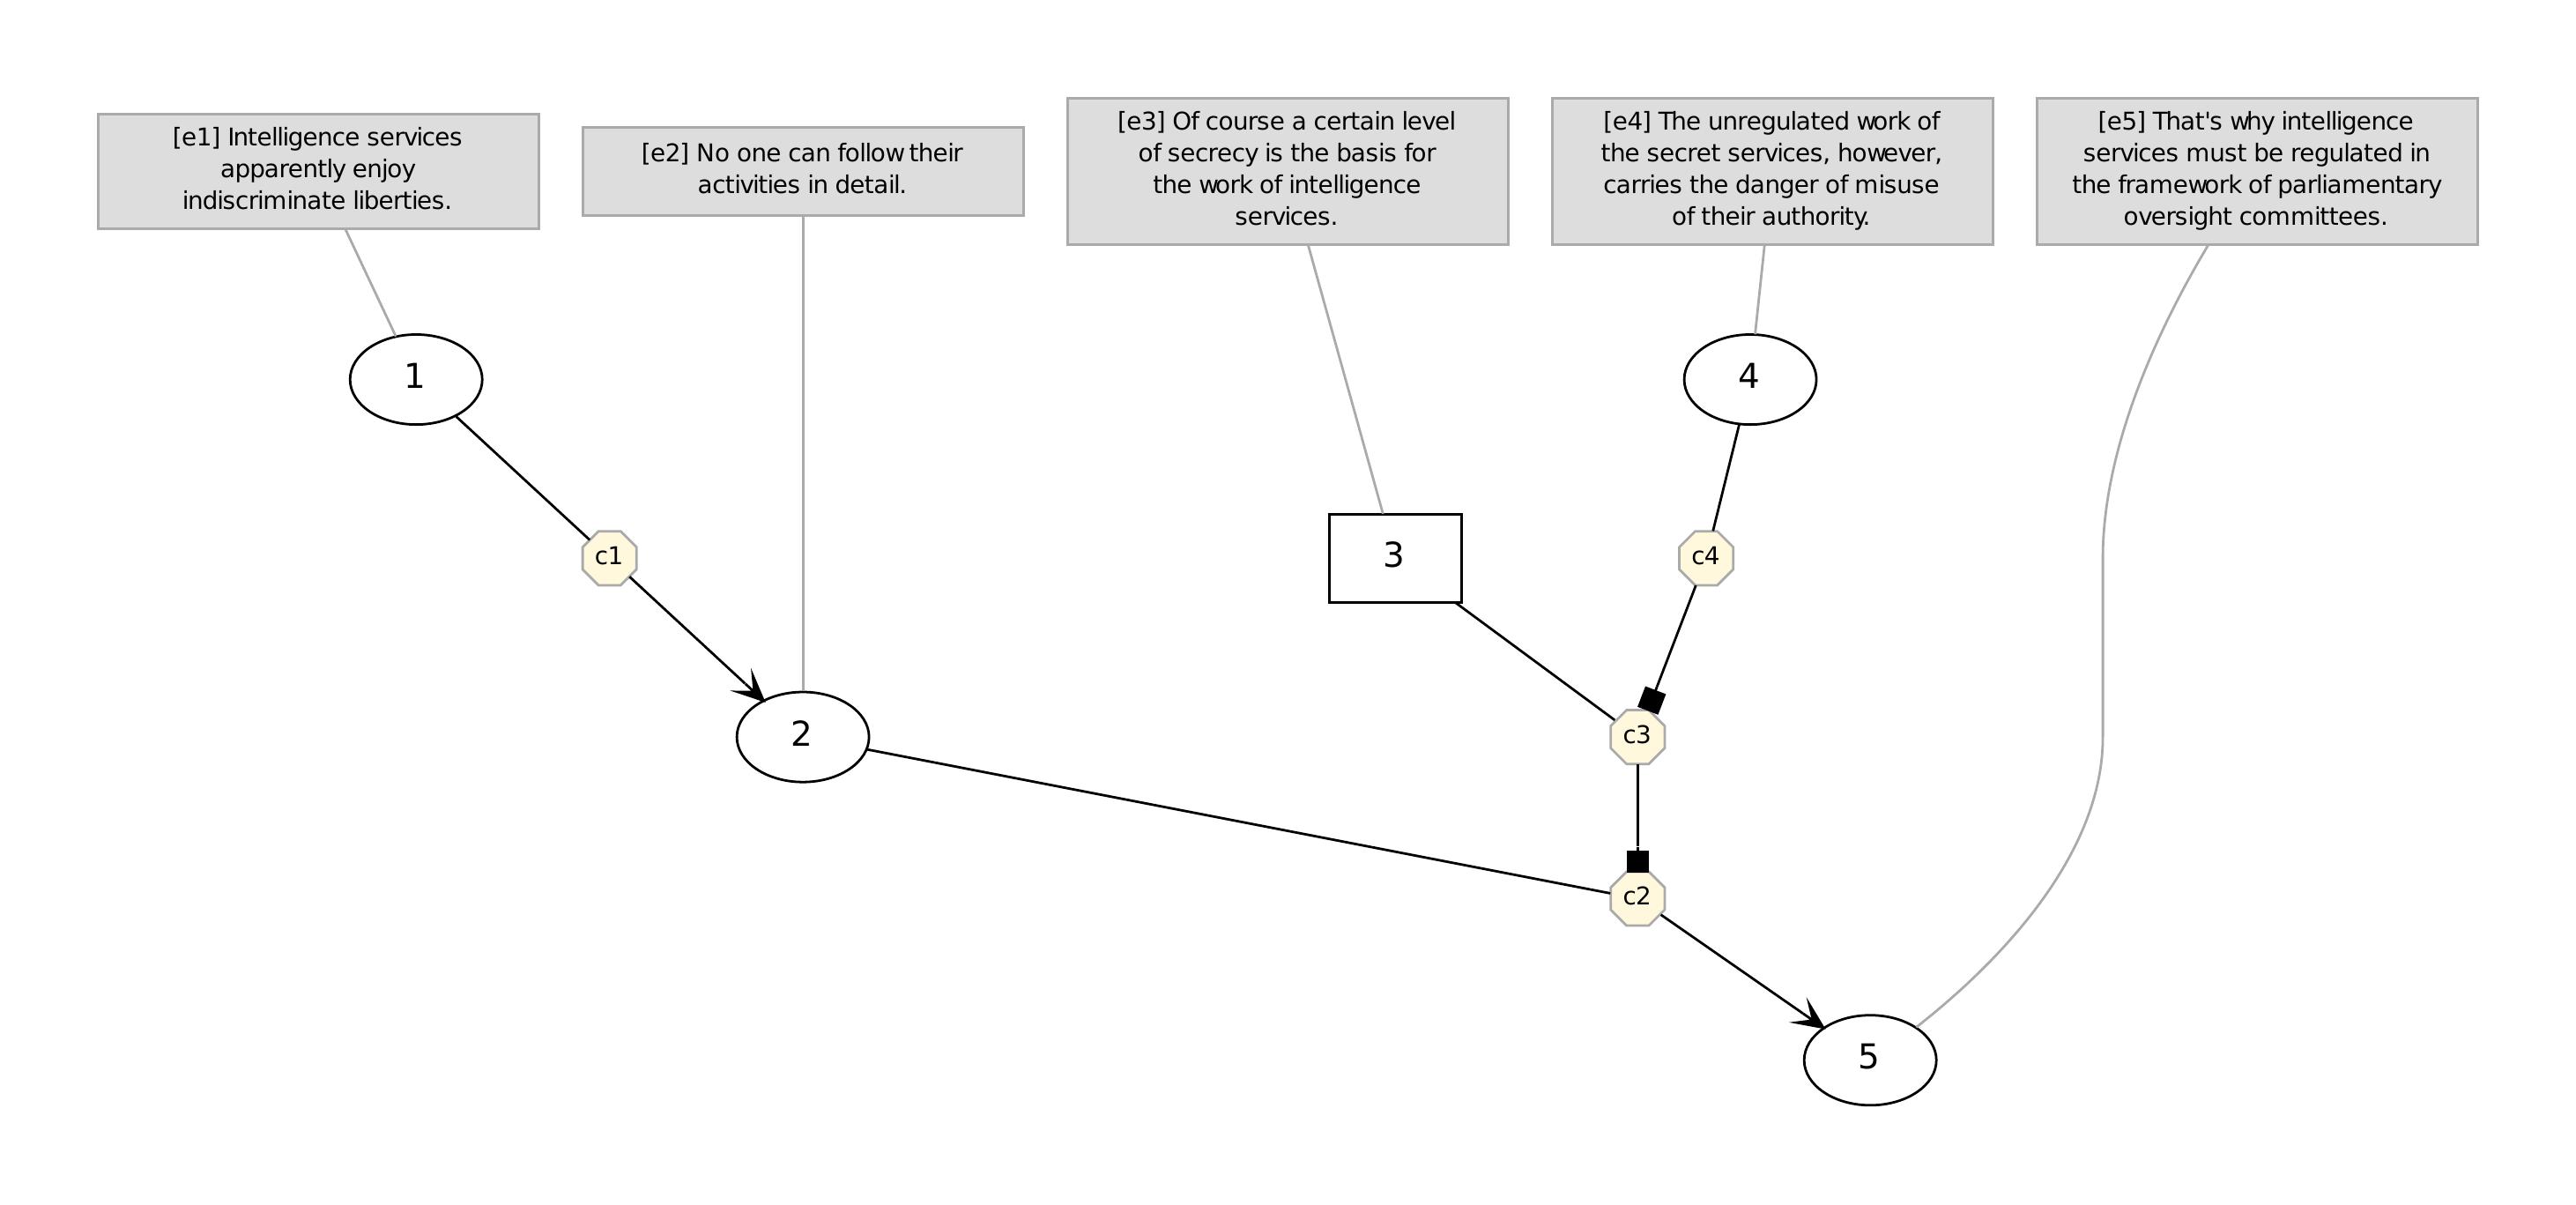 [e1] Intelligence services
apparently enjoy
indiscriminate liberties.
[e2] No one can follow their
activities in detail.
[e3] Of course a certain level
of secrecy is the basis for
the work of intelligence
services.
[e4] The unregulated work of
the secret services, however,
carries the danger of misuse
of their authority.
[e5] That's why intelligence
services must be regulated in
the framework of parliamentary
oversight committees.
1
4
c1
3
c4
2
c3
c2
5